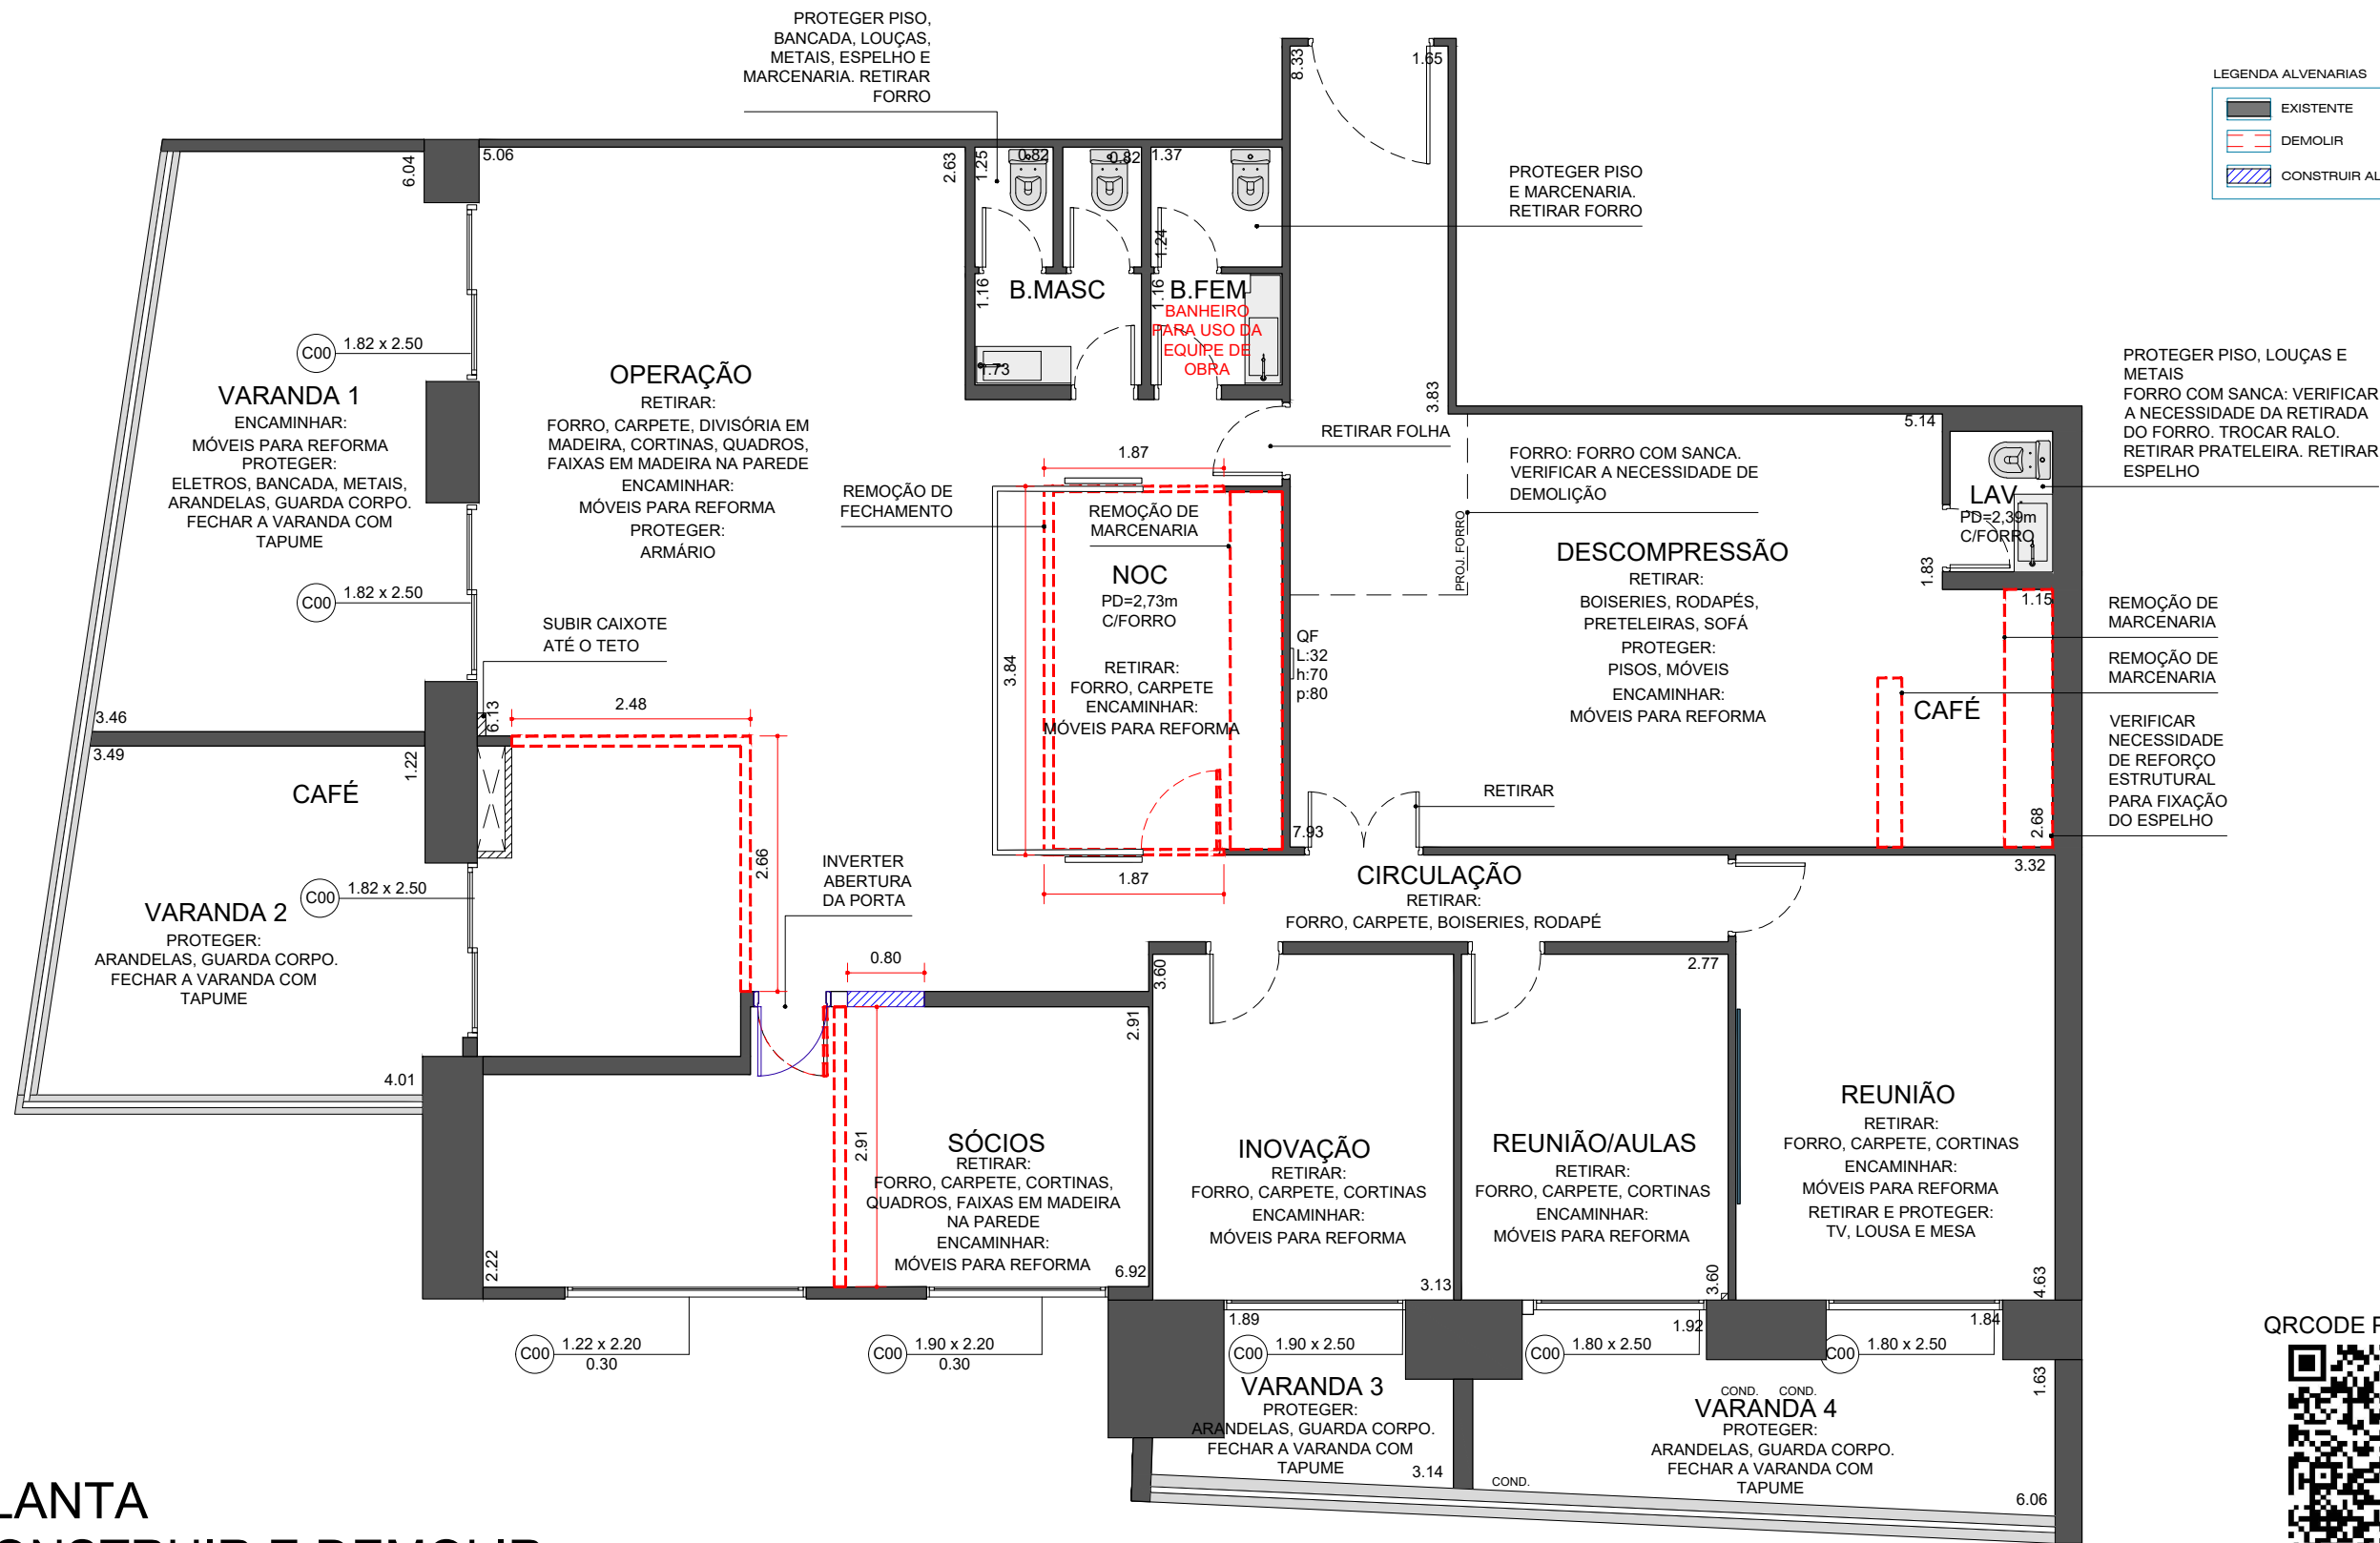 PROTEGER PISO,
BANCADA, LOUÇAS,
METAIS, ESPELHO E
MARCENARIA. RETIRAR
FORRO
8.33
1.65
LEGENDA ALVENARIAS
EXISTENTE
DEMOLIR
CONSTRUIR AL
6.04
5.06
2.63
1.25
0.82
0.82
1.37
PROTEGER PISO
E MARCENARIA.
RETIRAR FORRO
1.24
1.16
1.16
B.MASC
B.FEM
BANHEIRO
PARA USO DA
EQUIPE DE
OBRA
1.73
C00
1.82 x 2.50
VARANDA 1
ENCAMINHAR:
MÓVEIS PARA REFORMA
PROTEGER:
ELETROS, BANCADA, METAIS,
ARANDELAS, GUARDA CORPO.
FECHAR A VARANDA COM
TAPUME
C00
1.82 x 2.50
OPERAÇÃO
RETIRAR:
FORRO, CARPETE, DIVISÓRIA EM
MADEIRA, CORTINAS, QUADROS,
FAIXAS EM MADEIRA NA PAREDE
ENCAMINHAR:
MÓVEIS PARA REFORMA
PROTEGER:
ARMÁRIO
3.83
RETIRAR FOLHA
5.14
PROTEGER PISO, LOUÇAS E
METAIS
FORRO COM SANCA: VERIFICAR
A NECESSIDADE DA RETIRADA
DO FORRO. TROCAR RALO.
RETIRAR PRATELEIRA. RETIRAR
ESPELHO
1.87
REMOÇÃO DE
FECHAMENTO
REMOÇÃO DE
MARCENARIA
FORRO: FORRO COM SANCA.
VERIFICAR A NECESSIDADE DE
DEMOLIÇÃO
PROJ. FORRO
LAV.
PD=2,39m
C/FORRO
1.83
1.15
NOC
PD=2,73m
C/FORRO
RETIRAR:
FORRO, CARPETE
ENCAMINHAR:
MÓVEIS PARA REFORMA
3.84
QF
L:32
h:70
p:80
DESCOMPRESSÃO
RETIRAR:
BOISERIES, RODAPÉS,
PRETELEIRAS, SOFÁ
PROTEGER:
PISOS, MÓVEIS
ENCAMINHAR:
MÓVEIS PARA REFORMA
REMOÇÃO DE
MARCENARIA
REMOÇÃO DE
MARCENARIA
CAFÉ
VERIFICAR
NECESSIDADE
DE REFORÇO
ESTRUTURAL
PARA FIXAÇÃO
DO ESPELHO
SUBIR CAIXOTE
ATÉ O TETO
2.48
3.46
6.13
3.49
1.22
CAFÉ
2.66
RETIRAR
7.93
2.68
3.32
INVERTER
ABERTURA
DA PORTA
1.87
CIRCULAÇÃO
RETIRAR:
FORRO, CARPETE, BOISERIES, RODAPÉ
C00
1.82 x 2.50
VARANDA 2
PROTEGER:
ARANDELAS, GUARDA CORPO.
FECHAR A VARANDA COM
TAPUME
4.01
0.80
3.60
2.77
2.91
2.91
SÓCIOS
RETIRAR:
FORRO, CARPETE, CORTINAS,
QUADROS, FAIXAS EM MADEIRA
NA PAREDE
ENCAMINHAR:
MÓVEIS PARA REFORMA
INOVAÇÃO
RETIRAR:
FORRO, CARPETE, CORTINAS
ENCAMINHAR:
MÓVEIS PARA REFORMA
REUNIÃO/AULAS
RETIRAR:
FORRO, CARPETE, CORTINAS
ENCAMINHAR:
MÓVEIS PARA REFORMA
REUNIÃO
RETIRAR:
FORRO, CARPETE, CORTINAS
ENCAMINHAR:
MÓVEIS PARA REFORMA
RETIRAR E PROTEGER:
TV, LOUSA E MESA
2.22
6.92
3.13
3.60
4.63
C00
1.22 x 2.20
0.30
C00
1.90 x 2.20
0.30
1.89
C00
1.90 x 2.50
1.92
C00
1.80 x 2.50
1.84
C00
1.80 x 2.50
QRCODE
1.63
VARANDA 3
PROTEGER:
ARANDELAS, GUARDA CORPO.
FECHAR A VARANDA COM
TAPUME
3.14
COND. COND.
VARANDA 4
PROTEGER:
ARANDELAS, GUARDA CORPO.
FECHAR A VARANDA COM
TAPUME
COND.
6.06
LANTA
ONSTRUIR E DEMOLIR